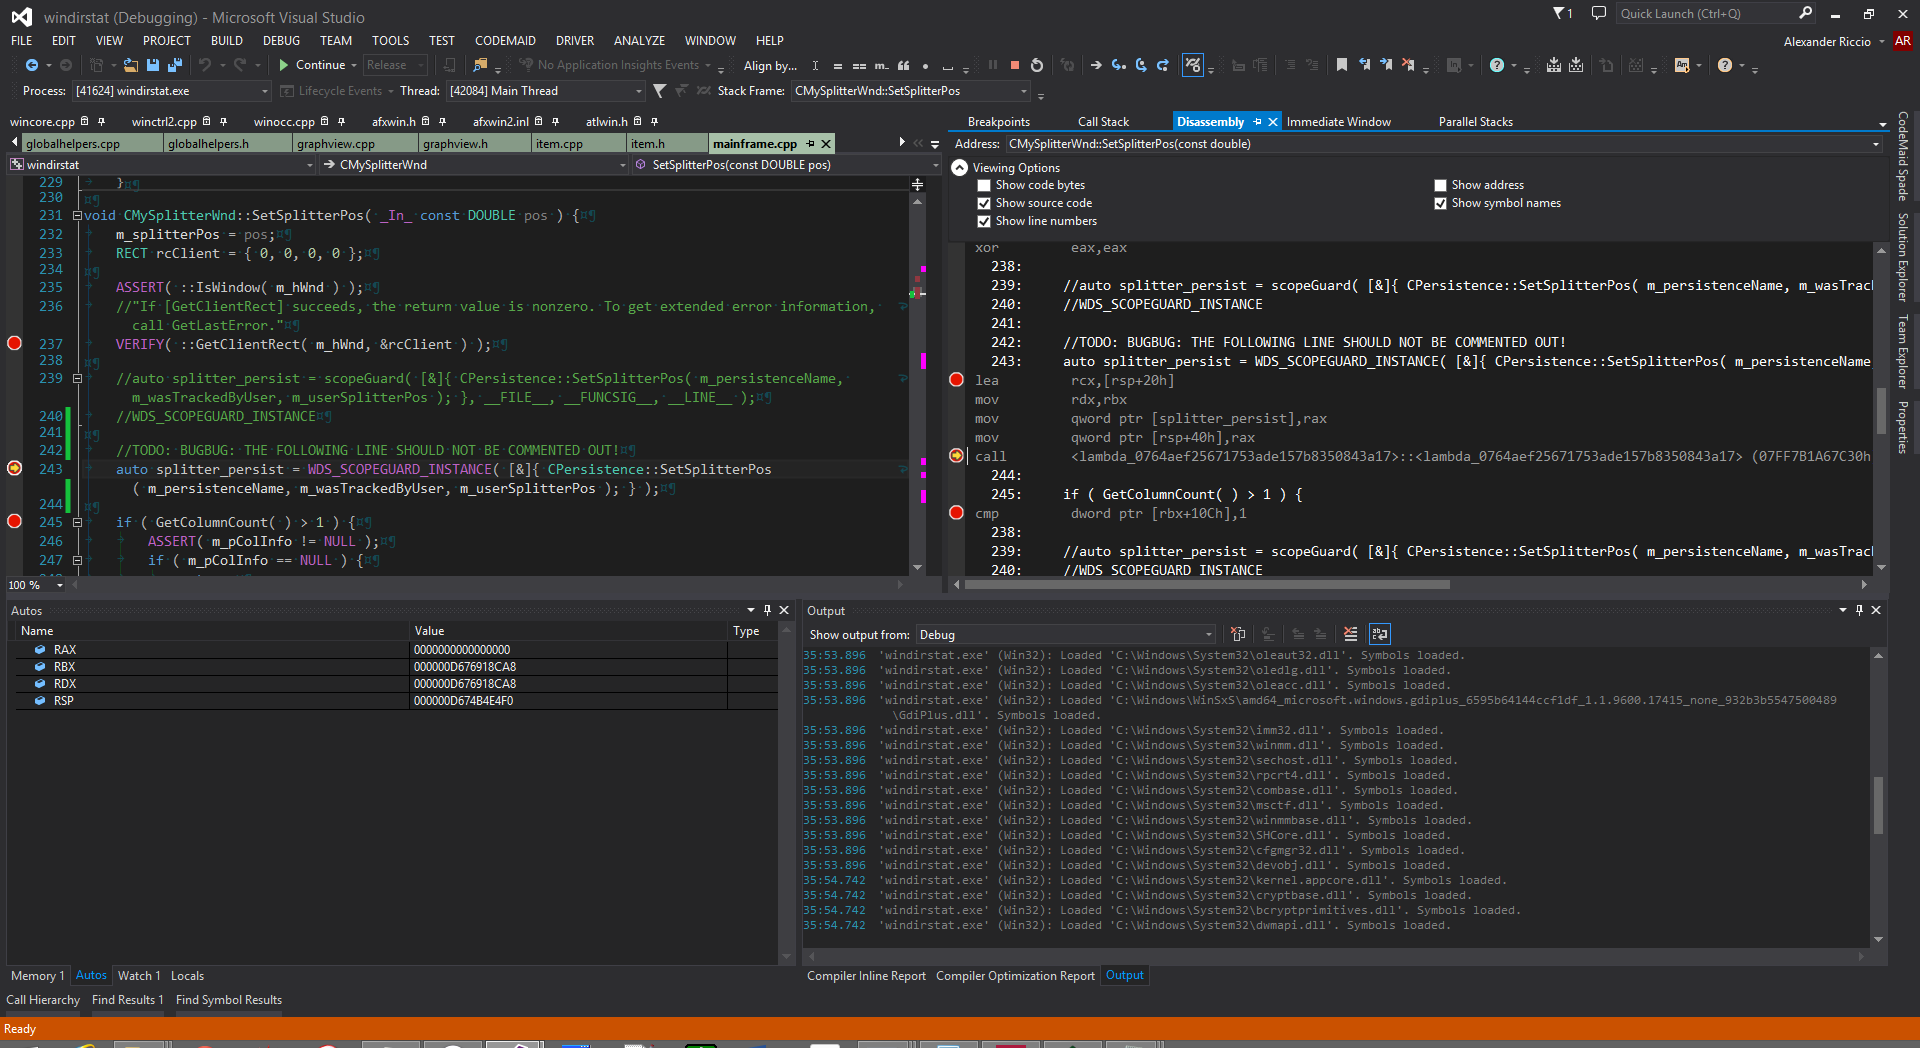 windirstat (Debugging) - Microsoft Visual Studio
1
Quick Launch (Ctrl+Q)
FILE EDIT VIEW PROJECT BUILD DEBUG TEAM TOOLS TEST CODEMAID DRIVER ANALYZE WINDOW HELP
Alexander Riccio AR
Continue Release No Application Insights Events Align by...
Process: [41624] windirstat.exe Lifecycle Events Thread: [42084] Main Thread Stack Frame: CMySplitterWnd::SetSplitterPos
wincore.cpp winctrl2.cpp winocc.cpp afxwin.h afxwin2.inl atlwin.h
globalhelpers.cpp globalhelpers.h graphview.cpp graphview.h item.cpp item.h mainframe.cpp
windirstat CMySplitterWnd SetSplitterPos(const DOUBLE pos)
229 }¤¶
230 ¤¶
231 void CMySplitterWnd::SetSplitterPos( _In_ const DOUBLE pos ) {¤¶
232 m_splitterPos = pos;¤¶
233 RECT rcClient = { 0, 0, 0, 0 };¤¶
234 ¤¶
235 ASSERT( ::IsWindow( m_hWnd ) );¤¶
236 //"If [GetClientRect] succeeds, the return value is nonzero. To get extended error information,
call GetLastError."¤¶
237 VERIFY( ::GetClientRect( m_hWnd, &rcClient ) );¤¶
238 ¤¶
239 //auto splitter_persist = scopeGuard( [&]{ CPersistence::SetSplitterPos( m_persistenceName,
m_wasTrackedByUser, m_userSplitterPos ); }, __FILE__, __FUNCSIG__, __LINE__ );¤¶
240 //WDS_SCOPEGUARD_INSTANCE¤¶
241 ¤¶
242 //TODO: BUGBUG: THE FOLLOWING LINE SHOULD NOT BE COMMENTED OUT!¤¶
243 auto splitter_persist = WDS_SCOPEGUARD_INSTANCE( [&]{ CPersistence::SetSplitterPos
( m_persistenceName, m_wasTrackedByUser, m_userSplitterPos ); } );¤¶
244 ¤¶
245 if ( GetColumnCount( ) > 1 ) {¤¶
246 ASSERT( m_pColInfo != NULL );¤¶
247 if ( m_pColInfo == NULL ) {¤¶
100 %
Breakpoints Call Stack Disassembly Immediate Window Parallel Stacks
Address: CMySplitterWnd::SetSplitterPos(const double)
Viewing Options
Show code bytes Show address
Show source code Show symbol names
Show line numbers
xor eax,eax
238:
239: //auto splitter_persist = scopeGuard( [&]{ CPersistence::SetSplitterPos( m_persistenceName, m_wasTrack
240: //WDS_SCOPEGUARD_INSTANCE
241:
242: //TODO: BUGBUG: THE FOLLOWING LINE SHOULD NOT BE COMMENTED OUT!
243: auto splitter_persist = WDS_SCOPEGUARD_INSTANCE( [&]{ CPersistence::SetSplitterPos( m_persistenceName
lea rcx,[rsp+20h]
mov rdx,rbx
mov qword ptr [splitter_persist],rax
mov qword ptr [rsp+40h],rax
call <lambda_0764aef25671753ade157b8350843a17>::<lambda_0764aef25671753ade157b8350843a17> (07FF7B1A67C30h
244:
245: if ( GetColumnCount( ) > 1 ) {
cmp dword ptr [rbx+10Ch],1
238:
239: //auto splitter_persist = scopeGuard( [&]{ CPersistence::SetSplitterPos( m_persistenceName, m_wasTrack
240: //WDS_SCOPEGUARD_INSTANCE
CodeMaid Spade
Solution Explorer
Team Explorer
Properties
Autos
Name Value Type
RAX 0000000000000000
RBX 000000D676918CA8
RDX 000000D676918CA8
RSP 000000D674B4E4F0
Memory 1 Autos Watch 1 Locals
Output
Show output from: Debug
35:53.896 'windirstat.exe' (Win32): Loaded 'C:\Windows\System32\oleaut32.dll'. Symbols loaded.
35:53.896 'windirstat.exe' (Win32): Loaded 'C:\Windows\System32\oledlg.dll'. Symbols loaded.
35:53.896 'windirstat.exe' (Win32): Loaded 'C:\Windows\System32\oleacc.dll'. Symbols loaded.
35:53.896 'windirstat.exe' (Win32): Loaded 'C:\Windows\WinSxS\amd64_microsoft.windows.gdiplus_6595b64144ccf1df_1.1.9600.17415_none_932b3b5547500489
\GdiPlus.dll'. Symbols loaded.
35:53.896 'windirstat.exe' (Win32): Loaded 'C:\Windows\System32\imm32.dll'. Symbols loaded.
35:53.896 'windirstat.exe' (Win32): Loaded 'C:\Windows\System32\winmm.dll'. Symbols loaded.
35:53.896 'windirstat.exe' (Win32): Loaded 'C:\Windows\System32\sechost.dll'. Symbols loaded.
35:53.896 'windirstat.exe' (Win32): Loaded 'C:\Windows\System32\rpcrt4.dll'. Symbols loaded.
35:53.896 'windirstat.exe' (Win32): Loaded 'C:\Windows\System32\combase.dll'. Symbols loaded.
35:53.896 'windirstat.exe' (Win32): Loaded 'C:\Windows\System32\msctf.dll'. Symbols loaded.
35:53.896 'windirstat.exe' (Win32): Loaded 'C:\Windows\System32\winmmbase.dll'. Symbols loaded.
35:53.896 'windirstat.exe' (Win32): Loaded 'C:\Windows\System32\SHCore.dll'. Symbols loaded.
35:53.896 'windirstat.exe' (Win32): Loaded 'C:\Windows\System32\cfgmgr32.dll'. Symbols loaded.
35:53.896 'windirstat.exe' (Win32): Loaded 'C:\Windows\System32\devobj.dll'. Symbols loaded.
35:54.742 'windirstat.exe' (Win32): Loaded 'C:\Windows\System32\kernel.appcore.dll'. Symbols loaded.
35:54.742 'windirstat.exe' (Win32): Loaded 'C:\Windows\System32\cryptbase.dll'. Symbols loaded.
35:54.742 'windirstat.exe' (Win32): Loaded 'C:\Windows\System32\bcryptprimitives.dll'. Symbols loaded.
35:54.742 'windirstat.exe' (Win32): Loaded 'C:\Windows\System32\dwmapi.dll'. Symbols loaded.
Compiler Inline Report Compiler Optimization Report Output
Call Hierarchy Find Results 1 Find Symbol Results
Ready